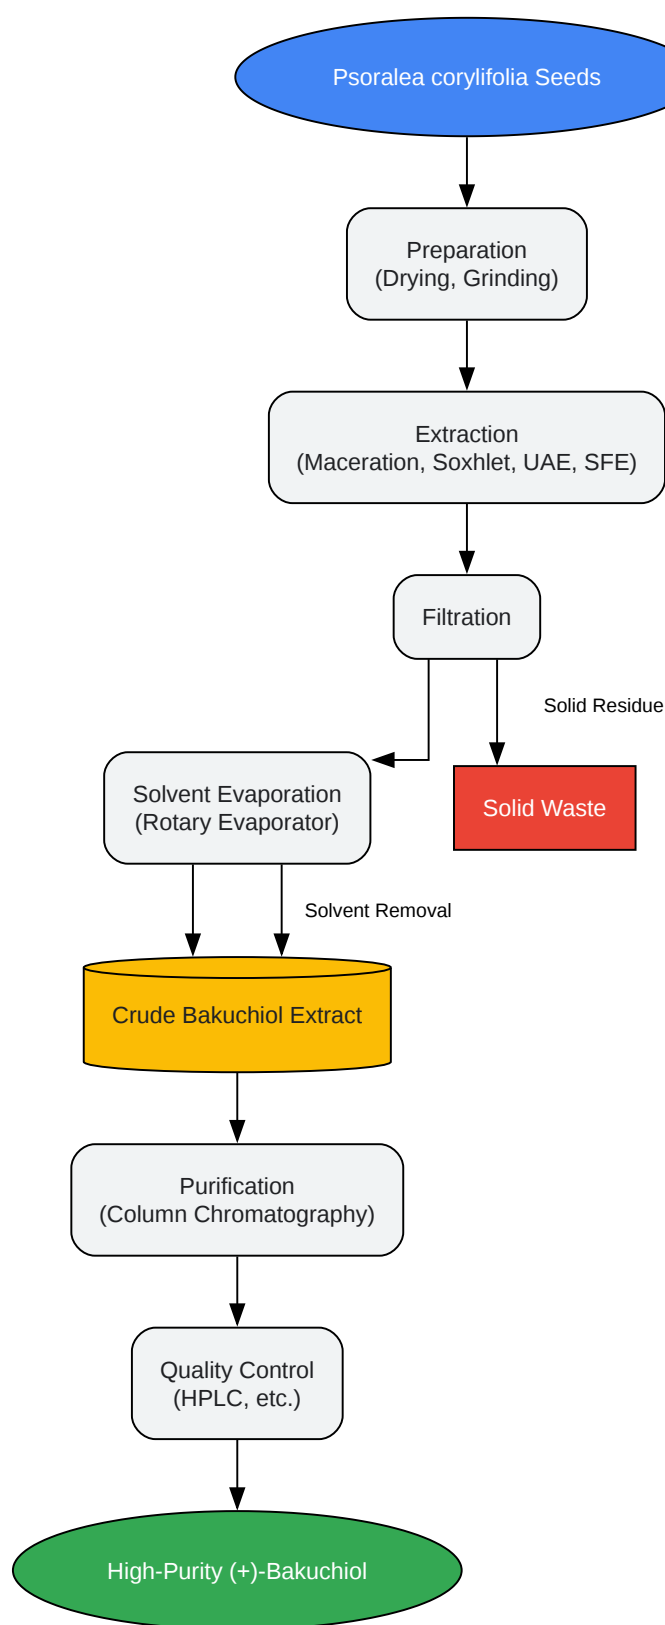 Psoralea corylifolia Seeds
Preparation
(Drying, Grinding)
Extraction
(Maceration, Soxhlet, UAE, SFE)
Filtration
Solid Residue
Solvent Evaporation
(Rotary Evaporator)
Solid Waste
Solvent Removal
Crude Bakuchiol Extract
Purification
(Column Chromatography)
Quality Control
(HPLC, etc.)
High-Purity (+)-Bakuchiol